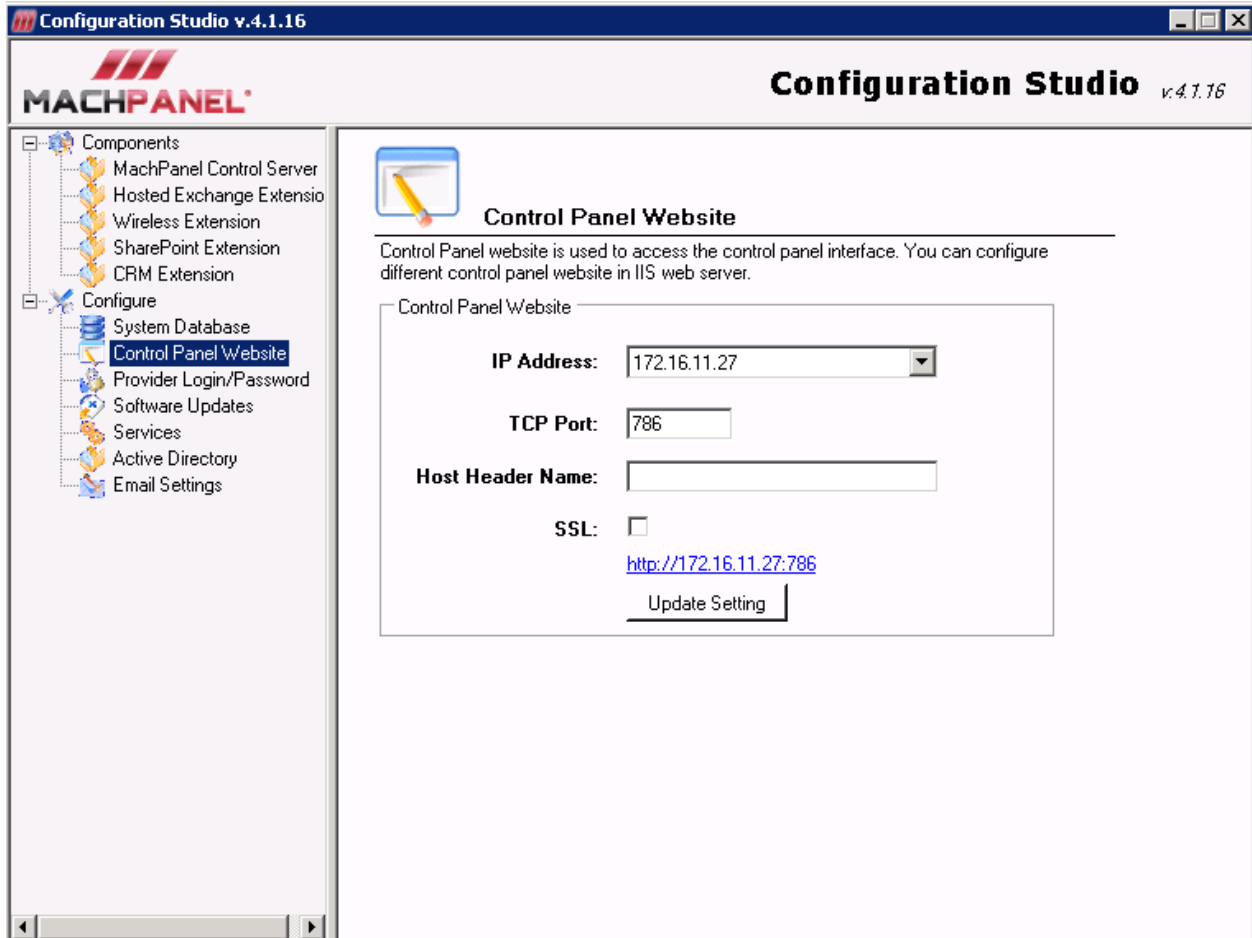 Configuration Studio v.4.1.16
MACHPANEL
Configuration Studio v.4.1.16
Components
MachPanel Control Server
Hosted Exchange Extensio
Wireless Extension
SharePoint Extension
CRM Extension
Configure
System Database
Control Panel Website
Provider Login/Password
Software Updates
Services
Active Directory
Email Settings
Control Panel Website
Control Panel website is used to access the control panel interface. You can configure
different control panel website in IIS web server.
Control Panel Website
IP Address: 172.16.11.27
TCP Port: 786
Host Header Name:
SSL:
http://172.16.11.27:786
Update Setting